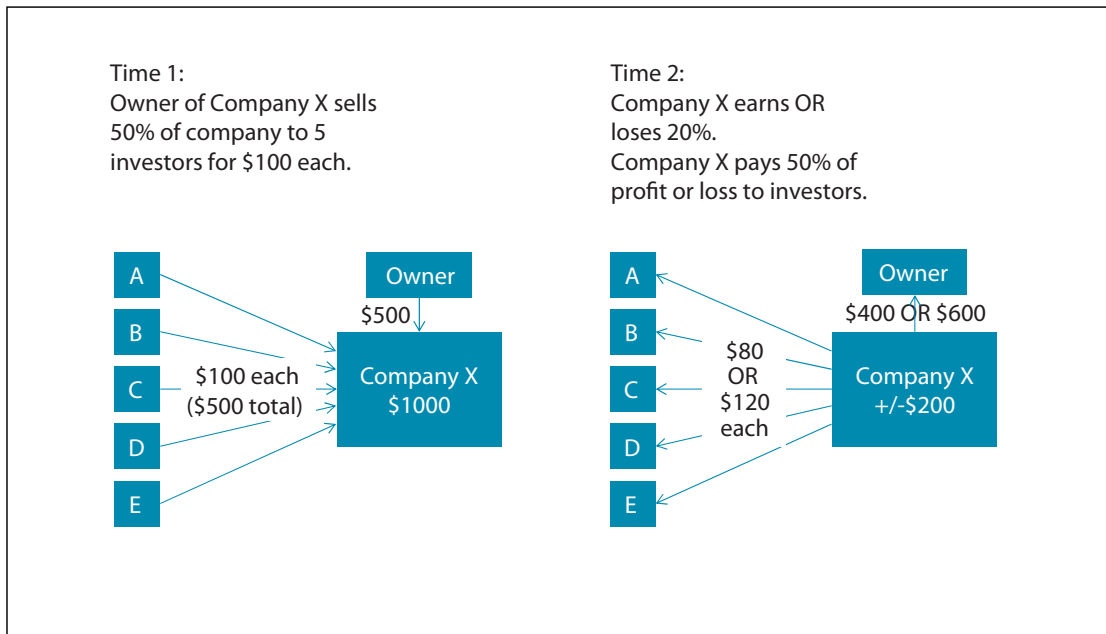 Time 1:
Owner of Company X sells
50% of company to 5
investors for $100 each.
A
B
C
D
E
$100 each
($500 total)
Owner
$500
Company X
$1000
Time 2:
Company X earns OR
loses 20%.
Company X pays 50% of
profit or loss to investors.
A
B
C
D
E
$80
OR
$120
each
Owner
$400 OR $600
Company X
+/-$200